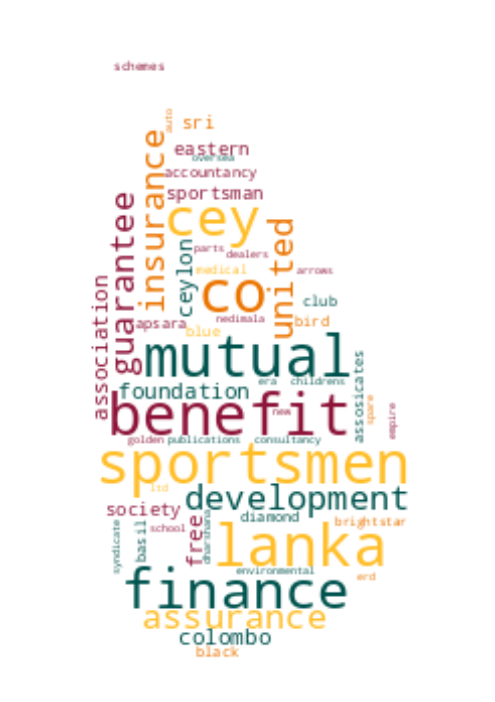 schemes
auto
sri
eastern
oversea
accountancy
insurance
sportsman
guarantee
cey
united
parts
dealers
ceylon
medical
arrows
association
co
club
nedimala
apsara
bird
blue
mutual
era
childrens
assosicates
foundation
spare
benefit
new
empire
golden
publications
consultancy
sportsmen
ltd
development
society
diamond
brightstar
syndicate
basil
school
free
dharshana
lanka
environmental
erd
finance
assurance
colombo
black